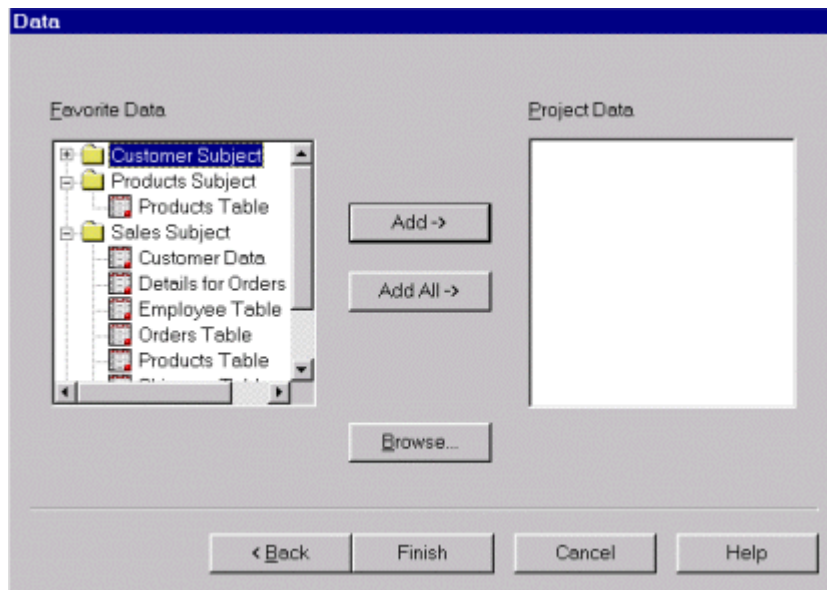 Data
Favorite Data
Project Data
Customer Subject
Products Subject
Products Table
Sales Subject
Customer Data
Details for Orders
Employee Table
Orders Table
Products Table
Add ->
Add All ->
Browse...
< Back
Finish
Cancel
Help